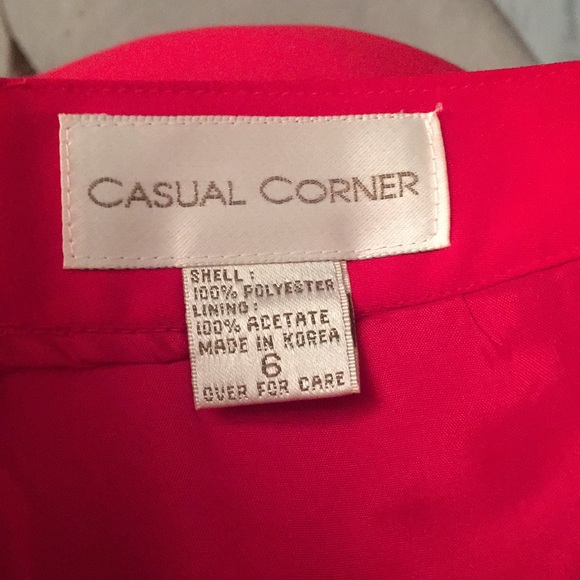 CASUAL CORNER
SHELL:
100% POLYESTER
LINING:
100% ACETATE
MADE IN KOREA
6
OVER FOR CARE